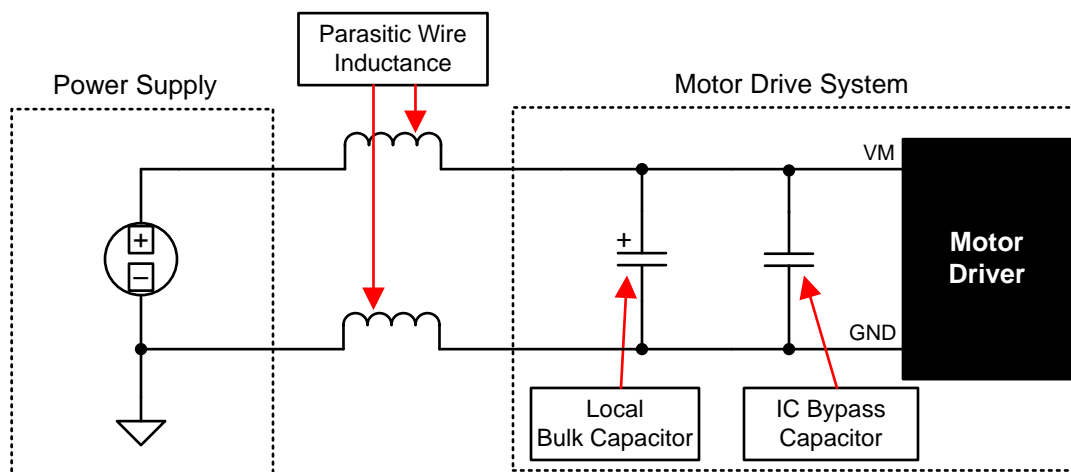 Parasitic Wire
Inductance
Power Supply
Motor Drive System
VM
+
+
−
Motor
Driver
GND
Local
Bulk Capacitor
IC Bypass
Capacitor